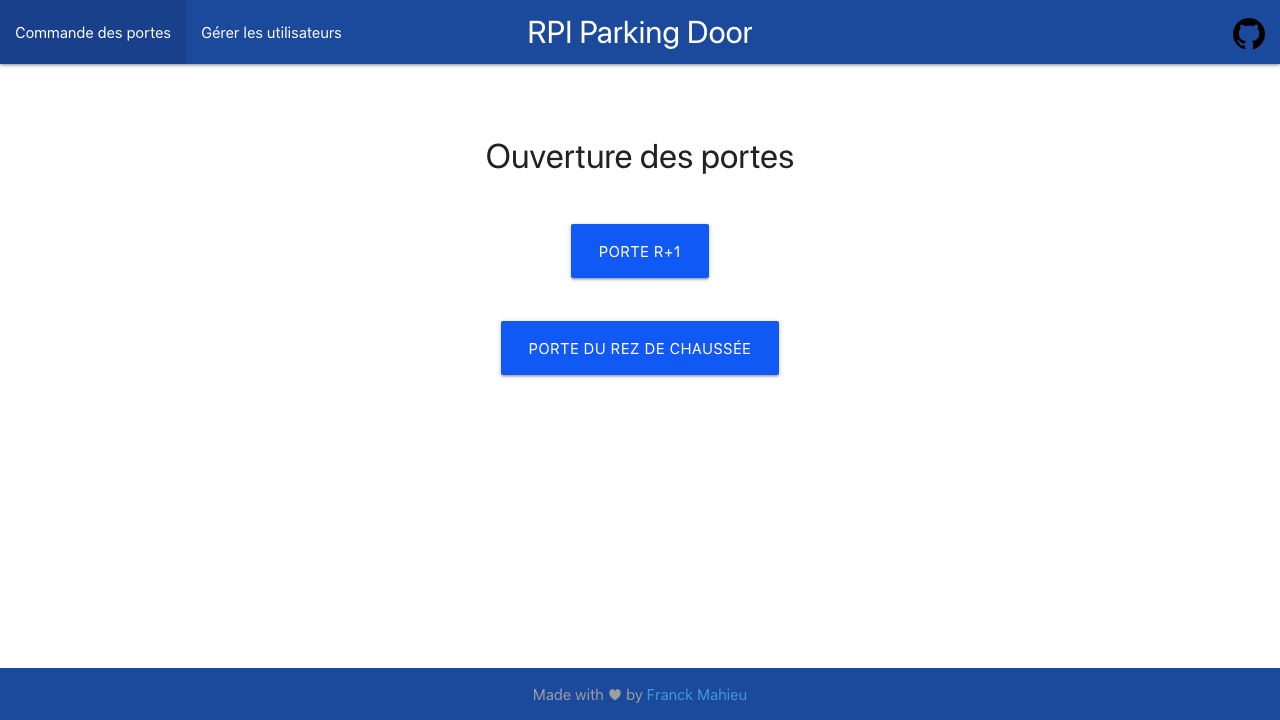 Commande des portes
Gérer les utilisateurs
RPI Parking Door
Ouverture des portes
PORTE R+1
PORTE DU REZ DE CHAUSSÉE
Made with ♥ by Franck Mahieu